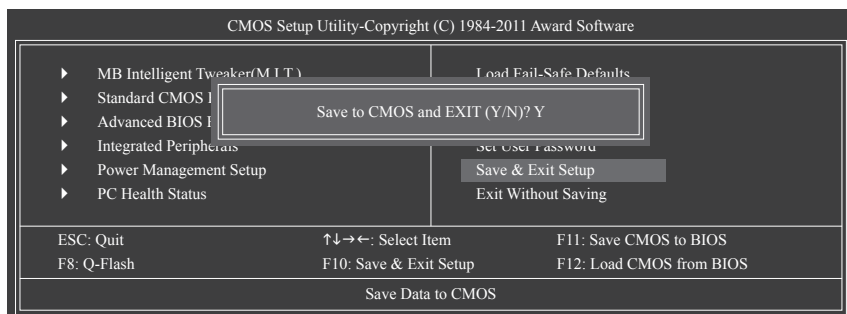 CMOS Setup Utility-Copyright (C) 1984-2011 Award Software
MB Intelligent Tweaker(M.I.T.)
Standard CMOS
Advanced BIOS
Integrated Peripherals
Power Management Setup
PC Health Status
Load Fail-Safe Defaults
Set User Password
Save & Exit Setup
Exit Without Saving
Save to CMOS and EXIT (Y/N)? Y
ESC: Quit
↑↓→←: Select Item
F11: Save CMOS to BIOS
F8: Q-Flash
F10: Save & Exit Setup
F12: Load CMOS from BIOS
Save Data to CMOS